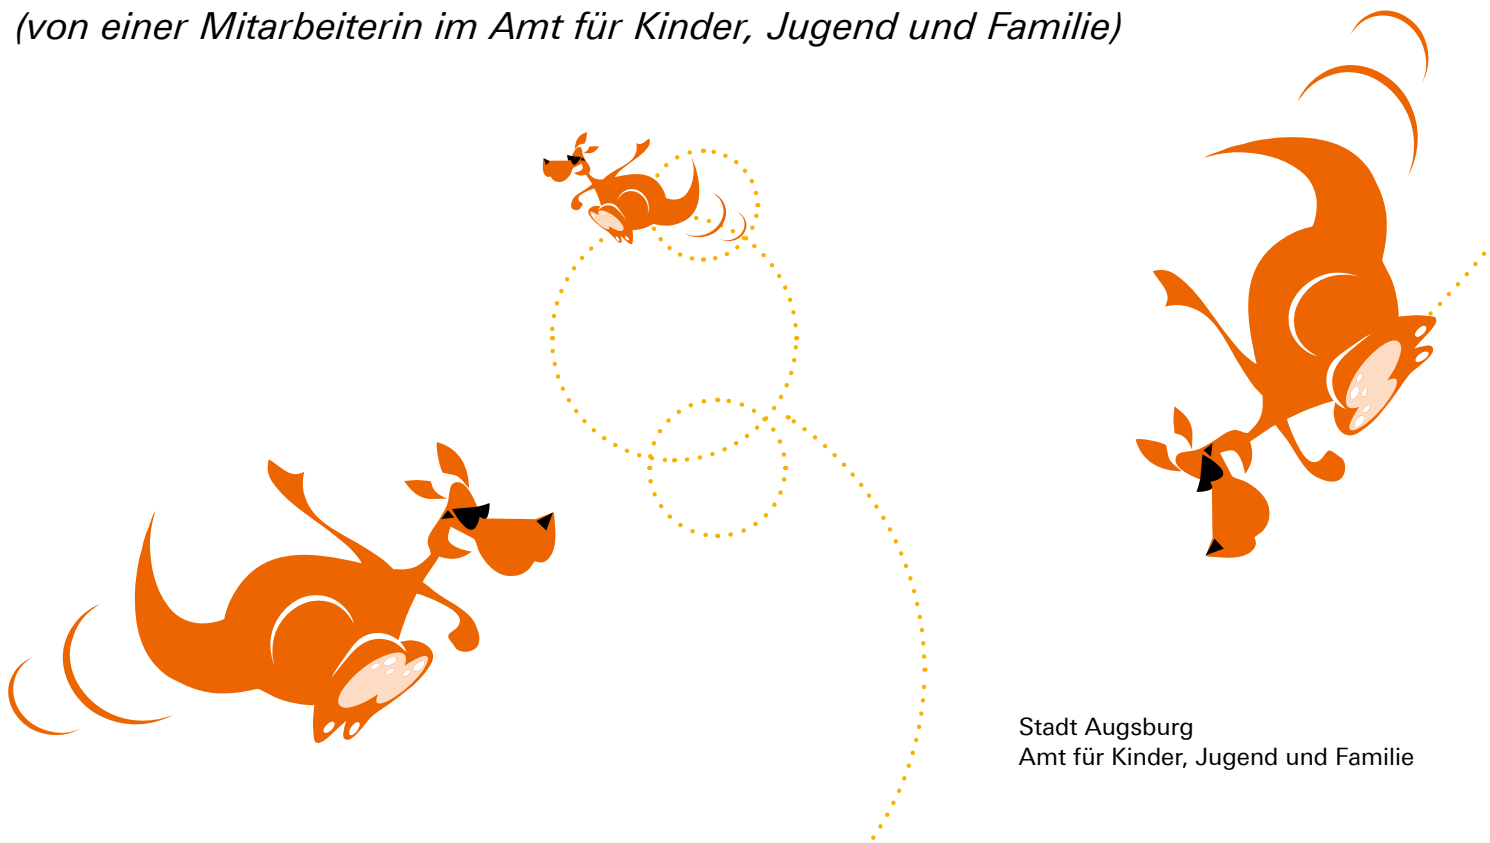 (von einer Mitarbeiterin im Amt für Kinder, Jugend und Familie)
Stadt Augsburg
Amt für Kinder, Jugend und Familie